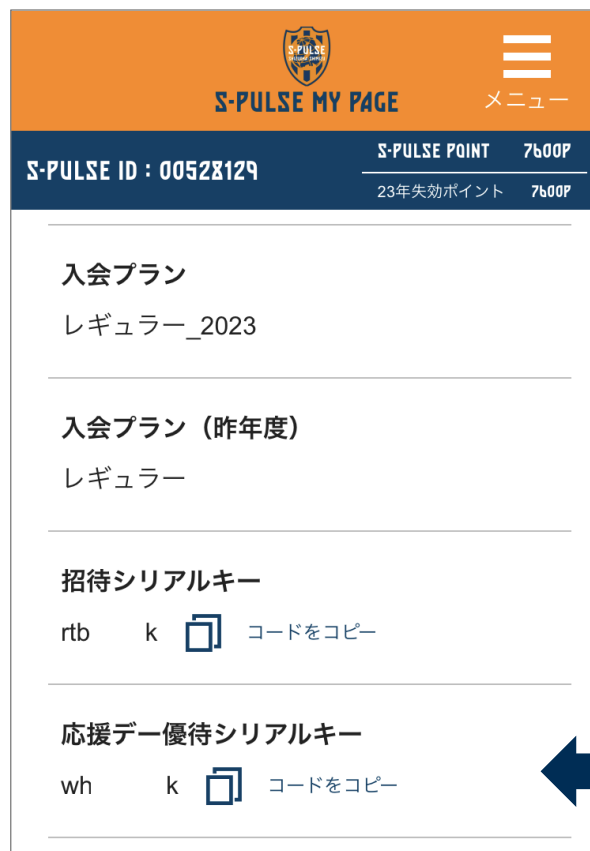 S-PULSE
S-PULSE MY PAGE
メニュー
S-PULSE ID : 00528129
S-PULSE POINT 7600P
23年失効ポイント 7600P
入会プラン
レギュラー_2023
入会プラン（昨年度）
レギュラー
招待シリアルキー
rtb k コードをコピー
応援デー優待シリアルキー
wh k コードをコピー